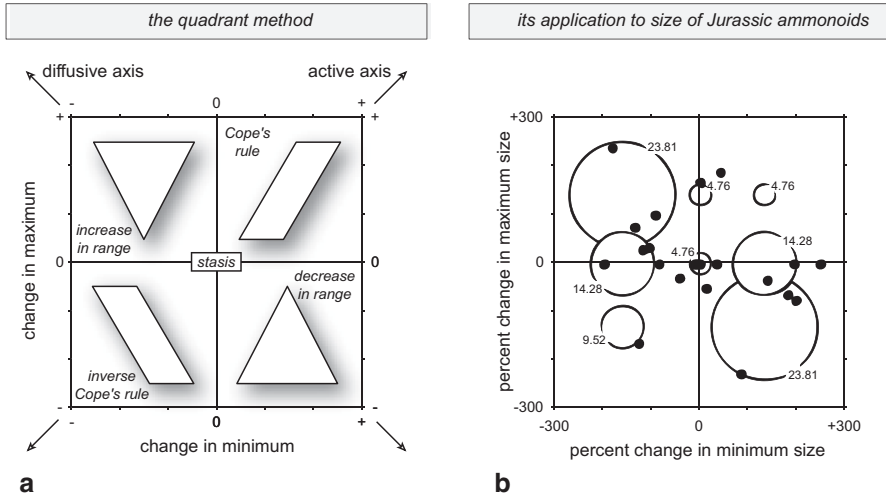 the quadrant method
diffusive axis
active axis
-
0
+
+
+
Cope's
rule
increase
in range
change in maximum
0
stasis
0
decrease
in range
inverse
Cope's rule
-
-
-
0
+
change in minimum
a
its application to size of Jurassic ammonoids
+300
23.81
4.76
4.76
percent change in maximum size
4.76
14.28
0
14.28
9.52
23.81
-300
-300
0
+300
percent change in minimum size
b